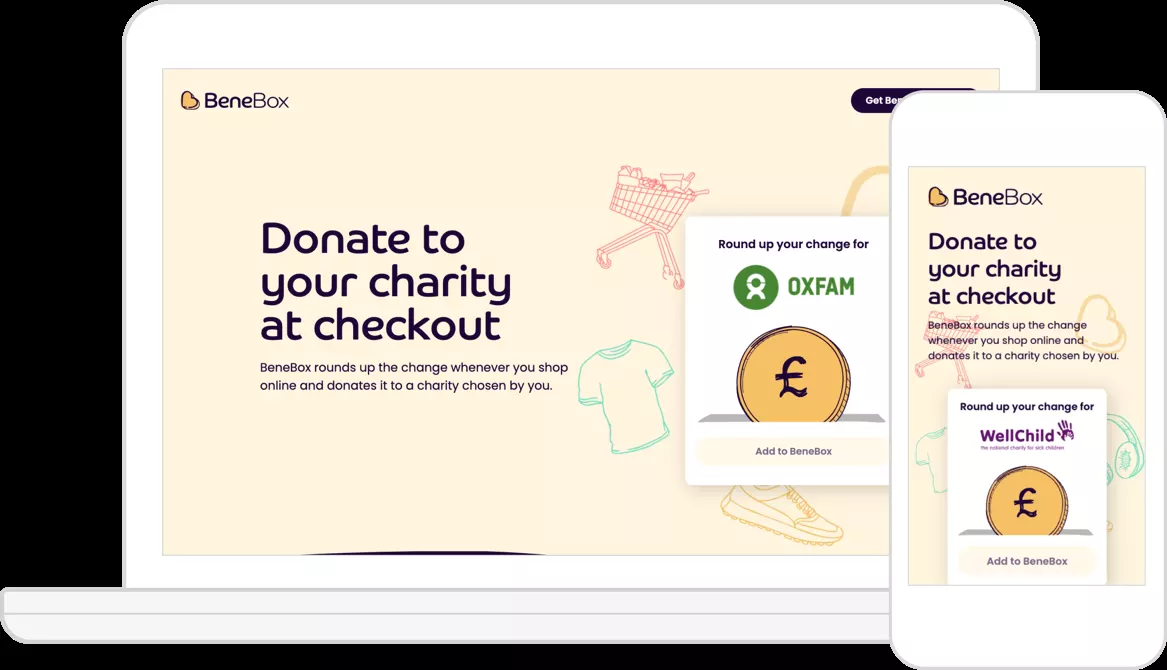 BeneBox
Get Be
Donate to
your charity
at checkout
BeneBox rounds up the change whenever you shop
online and donates it to a charity chosen by you.
Round up your change for
OXFAM
£
Add to BeneBox
BeneBox
Donate to
your charity
at checkout
BeneBox rounds up the change
whenever you shop online and
donates it to a charity chosen by you.
Round up your change for
WellChild
the national charity for sick children
£
Add to BeneBox